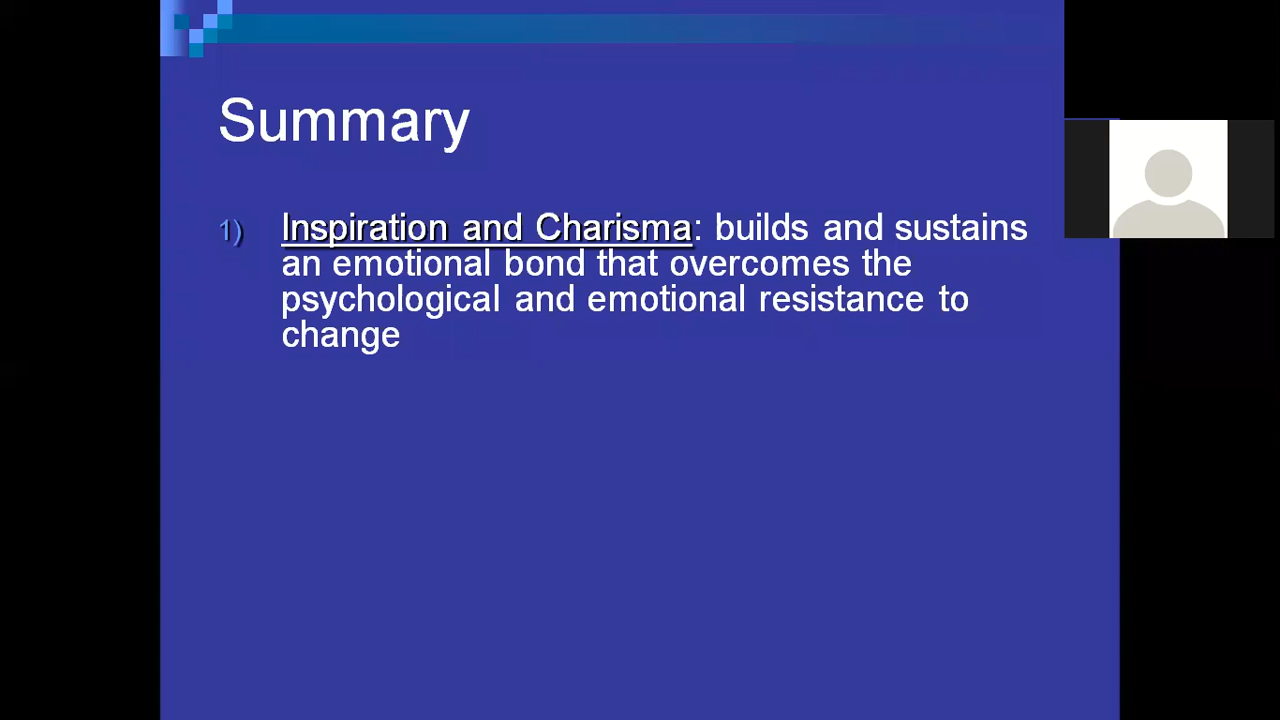 Summary
1) Inspiration and Charisma: builds and sustains
an emotional bond that overcomes the
psychological and emotional resistance to
change